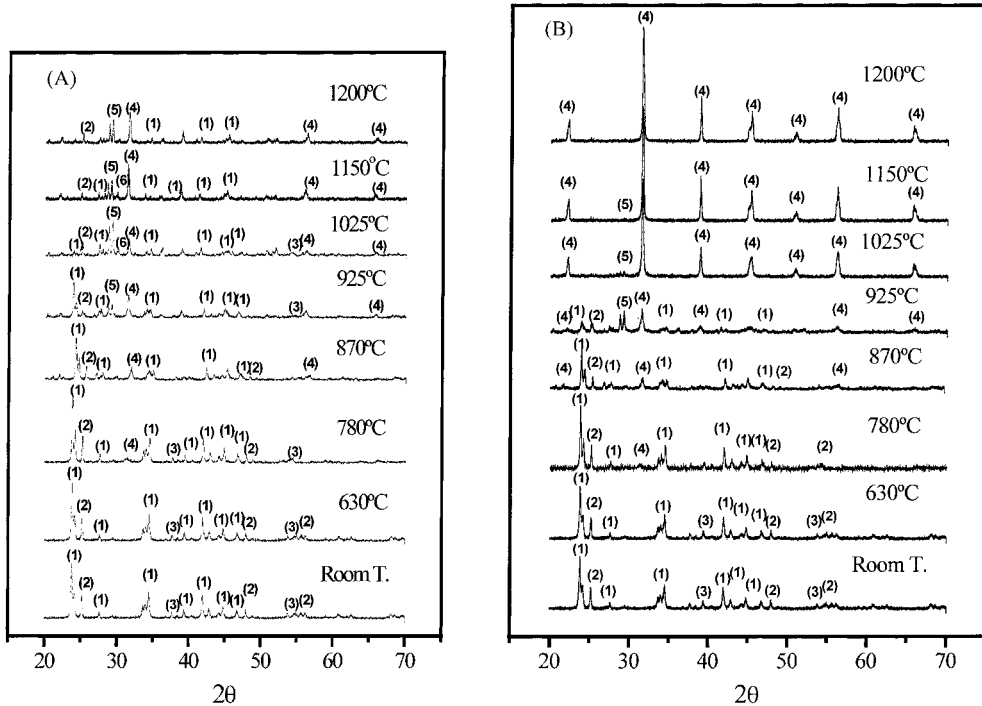 (A)
1200ºC
(2) (5) (4) (1) (1) (1) (4) (4)
1150°C
(2) (1) (5) (6) (4) (1) (1) (1) (1) (4) (4)
1025ºC
(1) (2) (1) (5) (6) (4) (1) (1) (1) (1) (3) (4) (4)
925ºC
(1) (2) (1) (5) (4) (1) (1) (1) (1) (3) (4)
870ºC
(1) (2) (1) (4) (1) (1) (1) (2) (4)
780ºC
(1) (2) (1) (4) (1) (3) (1) (1) (1) (1) (2) (3)
630ºC
(1) (2) (1) (1) (3) (1) (1) (1) (1) (2) (3) (2)
Room T.
(1) (2) (1) (1) (3) (1) (1) (1) (1) (2) (3) (2)
20 30 40 50 60 70
2θ
(B)
1200ºC
(4) (4) (4) (4) (4) (4) (4)
1150ºC
(4) (5) (4) (4) (4) (4) (4)
1025ºC
(4) (5) (4) (4) (4) (4) (4)
925ºC
(4) (1) (2) (5) (4) (1) (4) (1) (1) (4) (4)
870ºC
(4) (1) (2) (1) (4) (1) (1) (1) (2) (4)
780ºC
(1) (2) (1) (4) (1) (1) (1) (1) (2) (2)
630ºC
(1) (2) (1) (1) (3) (1) (1) (1) (2) (3) (2)
Room T.
(1) (2) (1) (1) (3) (1) (1) (1) (2) (3) (2)
20 30 40 50 60 70
2θ